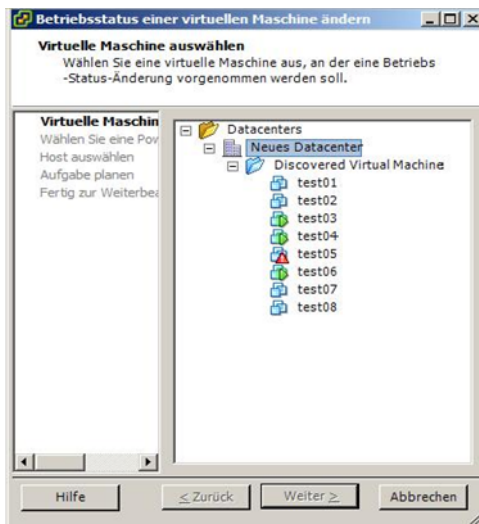 Betriebsstatus einer virtuellen Maschine ändern
Virtuelle Maschine auswählen
Wählen Sie eine virtuelle Maschine aus, an der eine Betriebs
-Status-Änderung vorgenommen werden soll.
Virtuelle Maschin
Wählen Sie eine Pov
Host auswählen
Aufgabe planen
Fertig zur Weiterbea
Datacenters
Neues Datacenter
Discovered Virtual Machine
test01
test02
test03
test04
test05
test06
test07
test08
Hilfe
< Zurück
Weiter >
Abbrechen